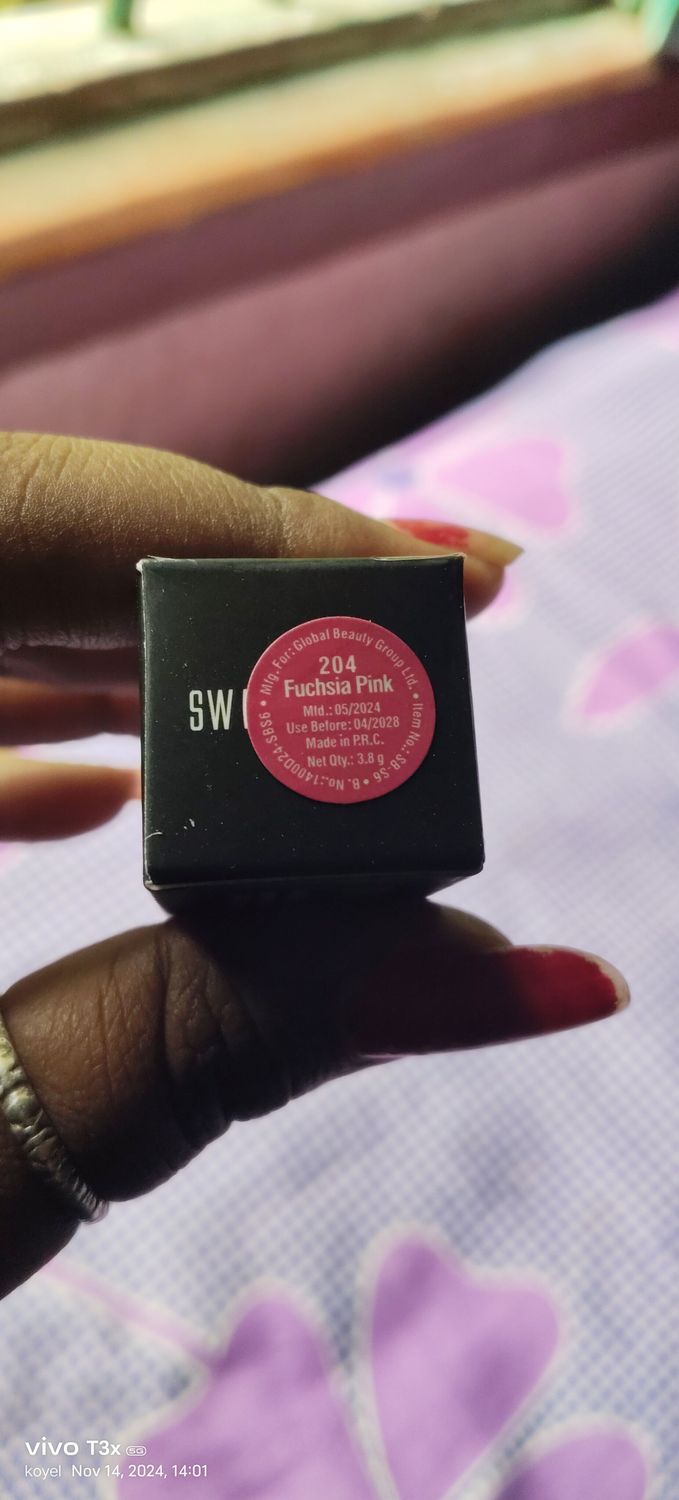 SW
Mfg. For: Global Beauty Group Ltd. • Item No.: SB-S6 • B. No.:1400D24-SBS6 •
204
Fuchsia Pink
Mfd.: 05/2024
Use Before: 04/2028
Made in P.R.C.
Net Qty.: 3.8 g
vivo T3x 5G
koyel Nov 14, 2024, 14:01